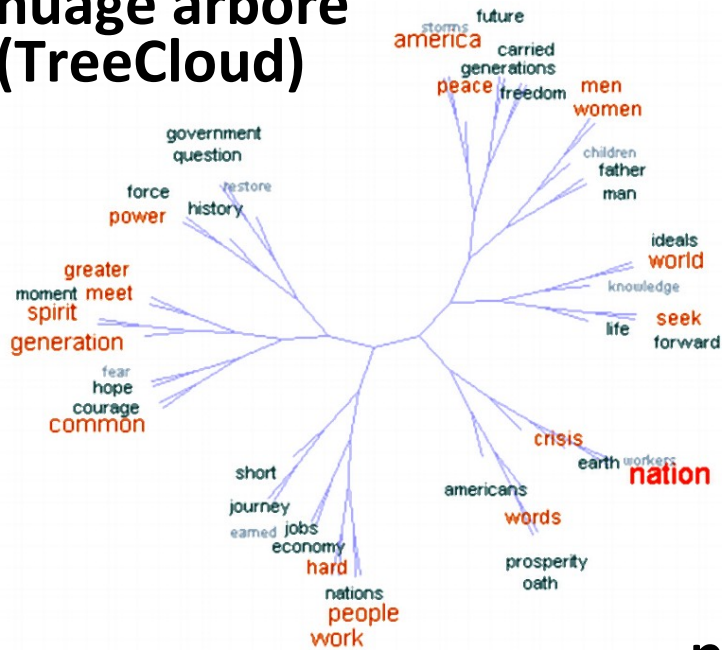 nuage arboré
(TreeCloud)
future
storms
america
carried
generations
peace
freedom
men
women
children
father
man
government
question
restore
force
history
power
greater
moment meet
spirit
generation
fear
hope
courage
common
ideals
world
knowledge
seek
life
forward
crisis
earth workers
nation
americans
words
prosperity
oath
short
journey
earned jobs
economy
hard
nations
people
work